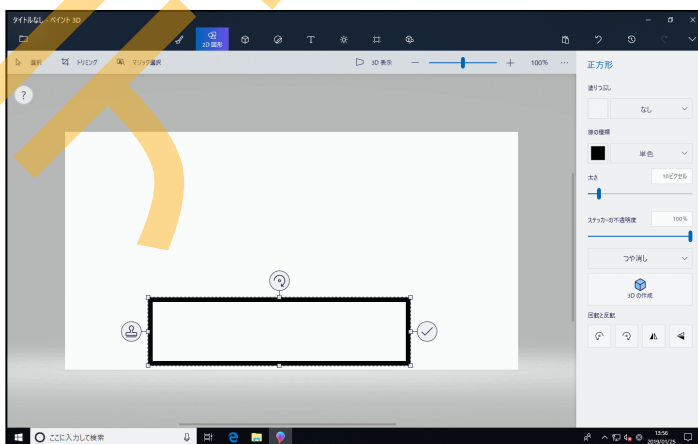 タイトルなし - ペイント 3D
2D 図形
選択 トリミング マジック選択 3D 表示 100%
?
正方形
塗りつぶし
なし
線の種類
単色
太さ 10ピクセル
ステッカーの不透明度 100%
つや消し
3D の作成
回転と反転
ここに入力して検索
13:56
2019/01/25